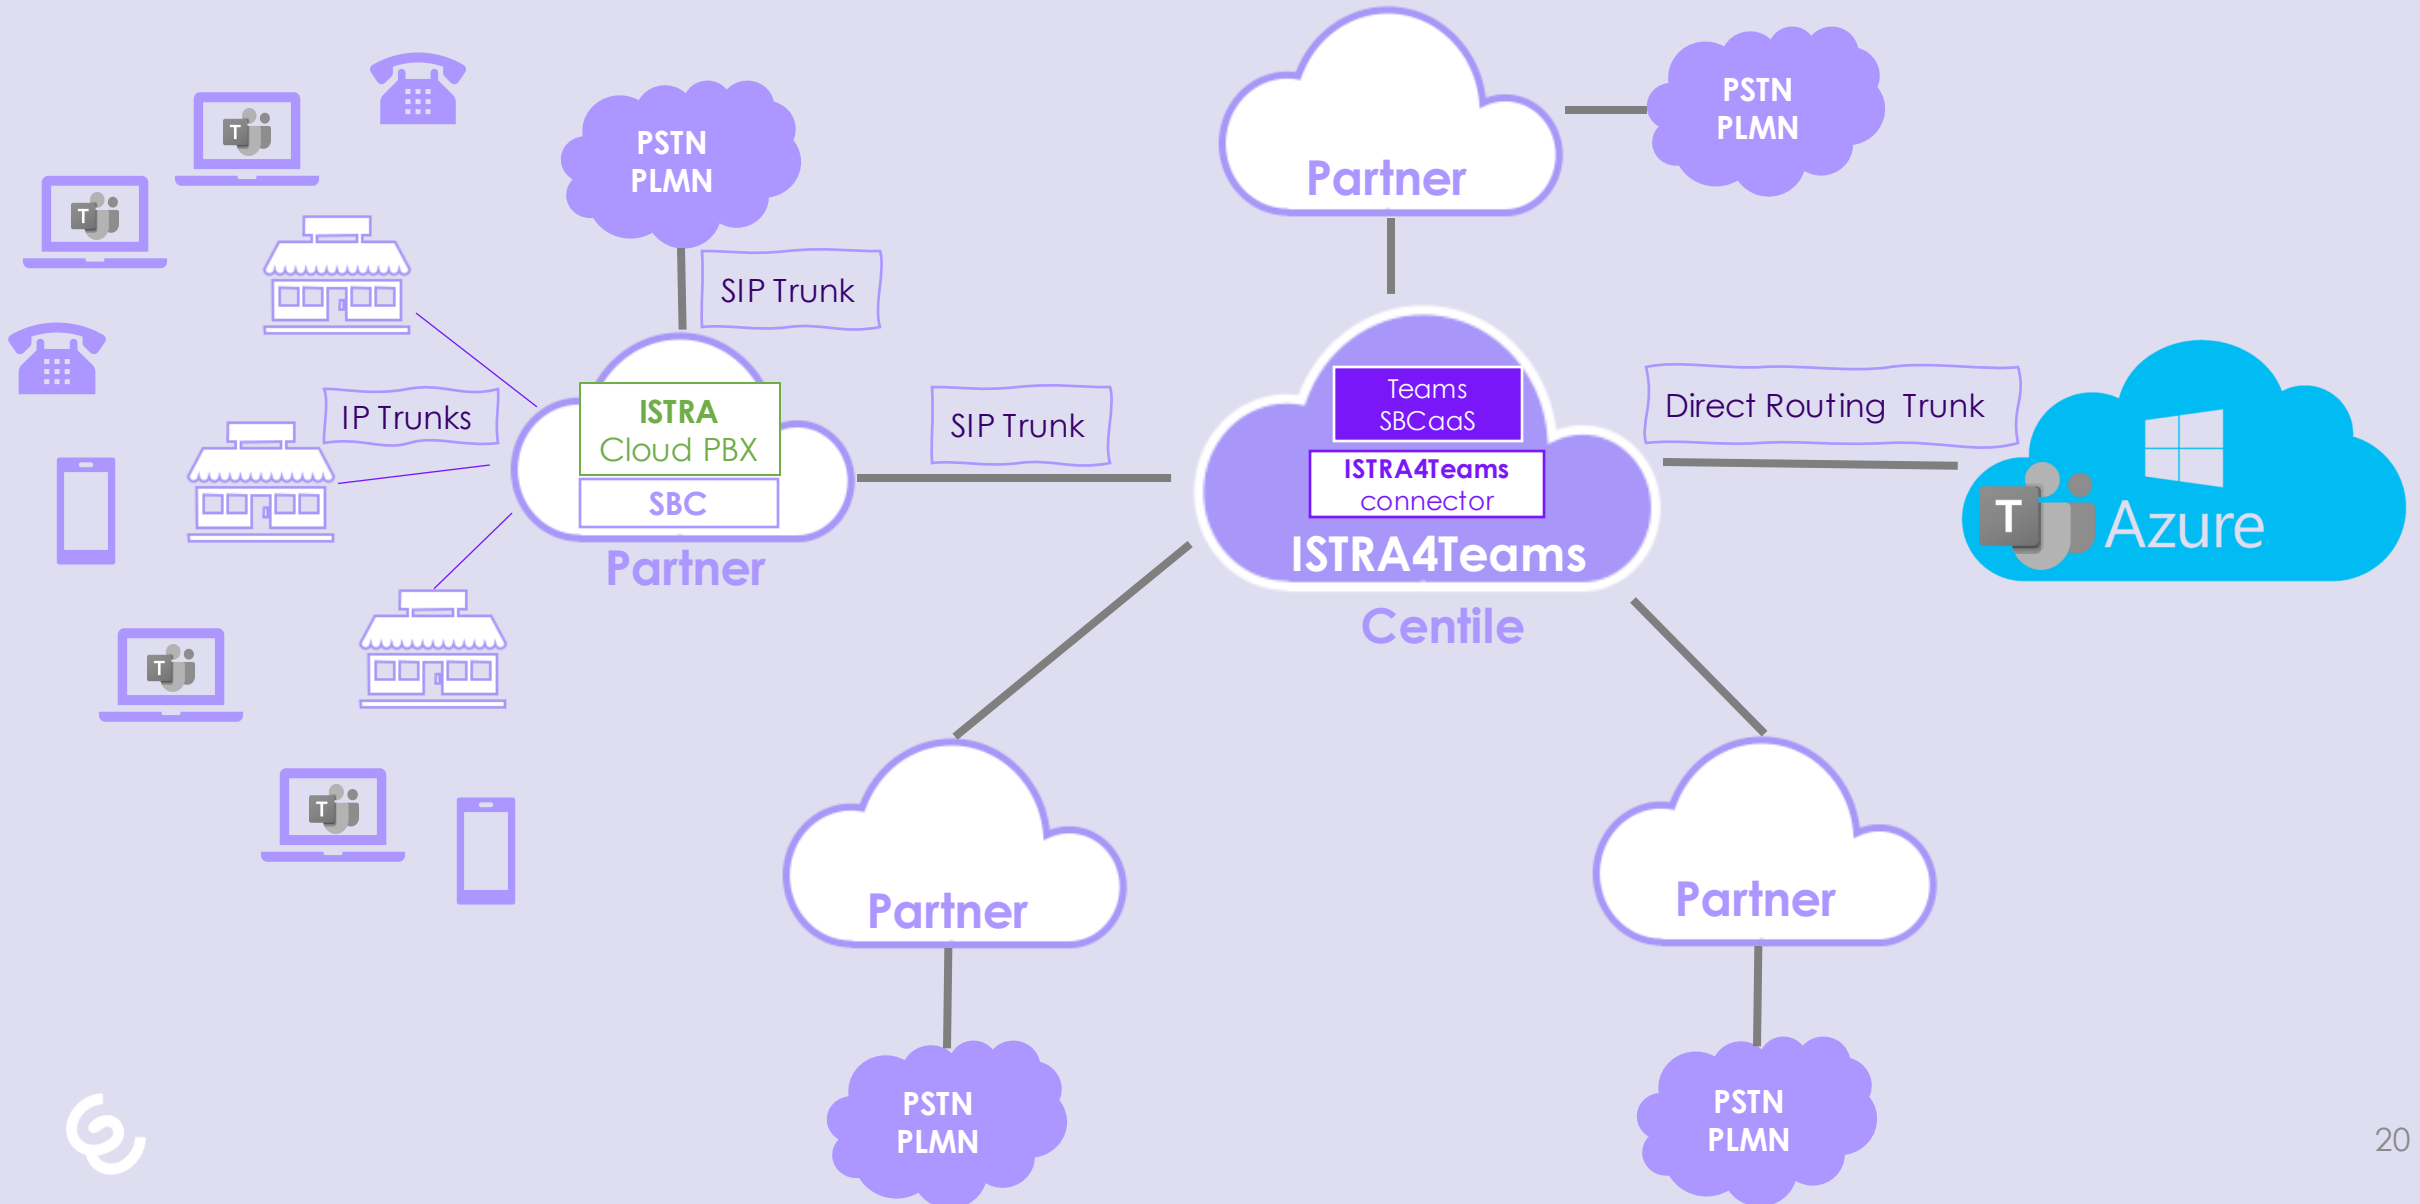 PSTN
PLMN
SIP Trunk
IP Trunks
ISTRA
Cloud PBX
SBC
Partner
SIP Trunk
Partner
PSTN
PLMN
Teams
SBCaaS
ISTRA4Teams
connector
ISTRA4Teams
Centile
Direct Routing Trunk
T
Azure
T
T
T
T
Partner
PSTN
PLMN
Partner
PSTN
PLMN
20